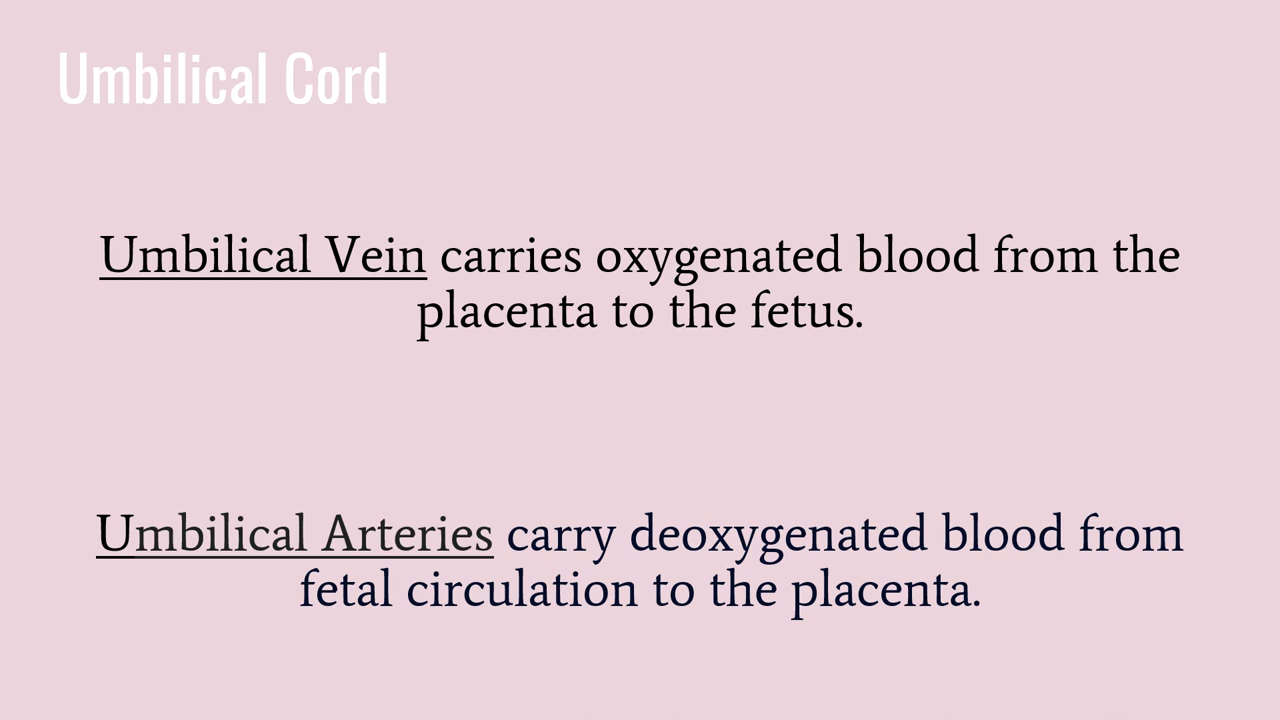 Umbilical Cord
Umbilical Vein carries oxygenated blood from the
placenta to the fetus.
Umbilical Arteries carry deoxygenated blood from
fetal circulation to the placenta.